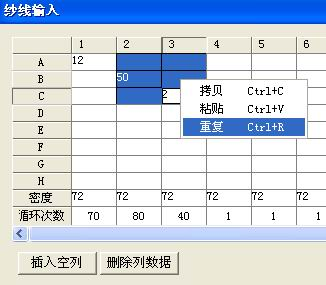 纱线输入
1 2 3 4 5 6
A 12
B 50
C 2
D
E
F
G
H
拷贝 Ctrl+C
粘贴 Ctrl+V
重复 Ctrl+R
密度 72 72 72 72 72 72
循环次数 70 80 40 1 1 1
插入空列 删除列数据